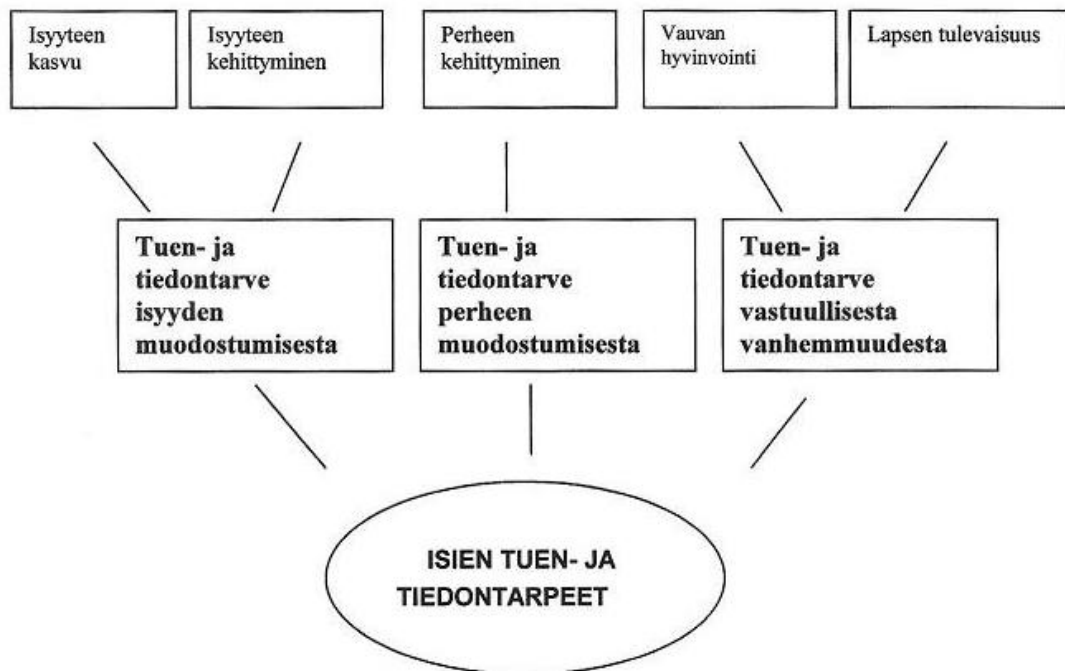 Isyyteen
kasvu
Isyyteen
kehittyminen
Perheen
kehittyminen
Vauvan
hyvinvointi
Lapsen tulevaisuus
Tuen- ja
tiedontarve
isyyden
muodostumisesta
Tuen- ja
tiedontarve
perheen
muodostumisesta
Tuen- ja
tiedontarve
vastuullisesta
vanhemmuudesta
ISIEN TUEN- JA
TIEDONTARPEET